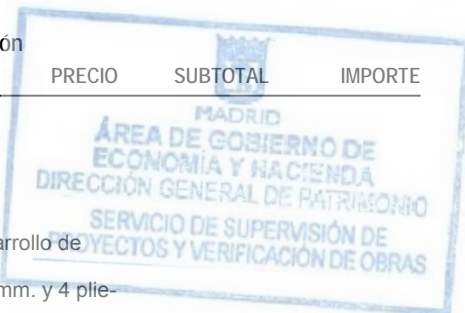 ón
PRECIO SUBTOTAL IMPORTE
MADRID
ÁREA DE GOBIERNO DE
ECONOMÍA Y HACIENDA
DIRECCIÓN GENERAL DE PATRIMONIO
SERVICIO DE SUPERVISIÓN DE
PROYECTOS Y VERIFICACIÓN DE OBRAS
arrollo de
mm. y 4 plie-